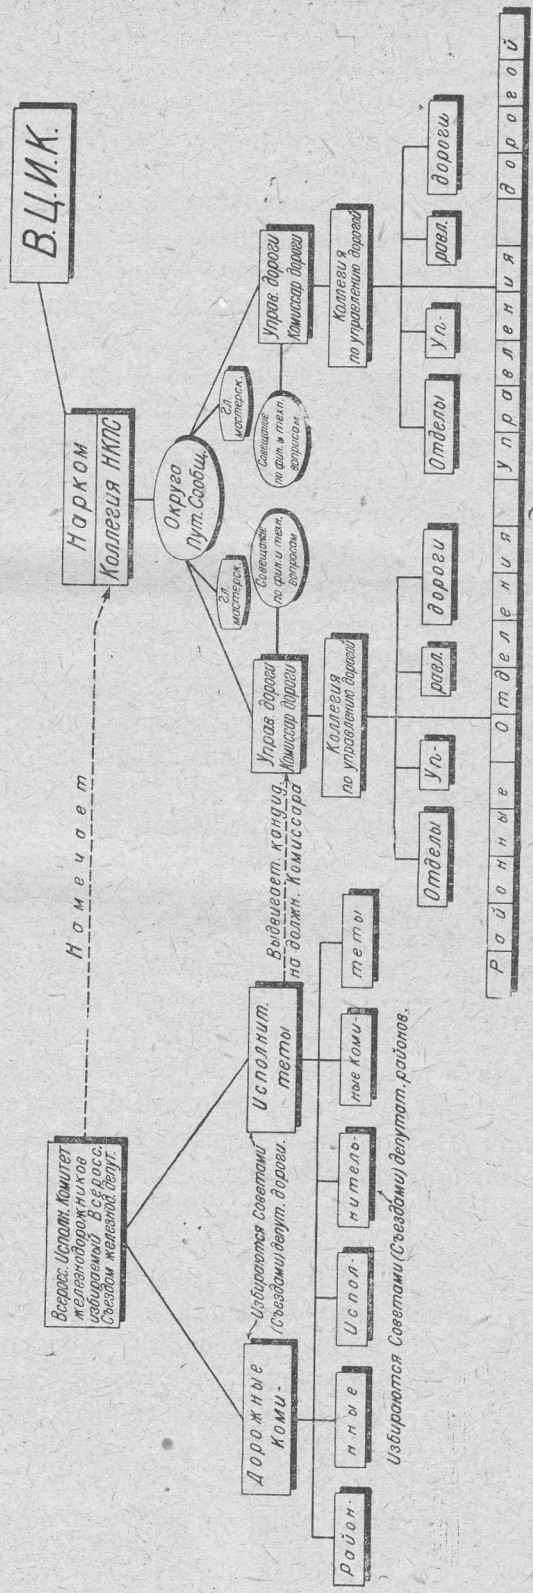 В.Ц.И.К.
Нарком
Коллегия НКПС
Намечает
Всеросс. Исполн. Комитет
железнодорожников
избираемый Всеросс.
Съездом железнод. депут.
Округа
Пут. Сообщ.
Гл.
мастерск.
Гл.
мастерск.
Управ. дороги
Комиссар дороги
Совещание
по фин. и техн.
вопросам
Управ. дороги
Комиссар дороги
Совещание
по фин. и техн.
вопросам.
Коллегия
по управлению дорогой
Коллегия
по управлению дорогой
Выдвигает. кандид.
на должн. Комиссара
Дорожные
Коми-
Исполнит.
теты
Избираются Советами
(Съездами) депут. дороги.
Район-
нные
Испол-
нитель-
ные коми-
теты
Избираются Советами (Съездами) депутат. районов.
Отделы
Уп-
равл.
дороги
Отделы
Уп-
равл.
дороги
Районные Отделения Управления дорогой